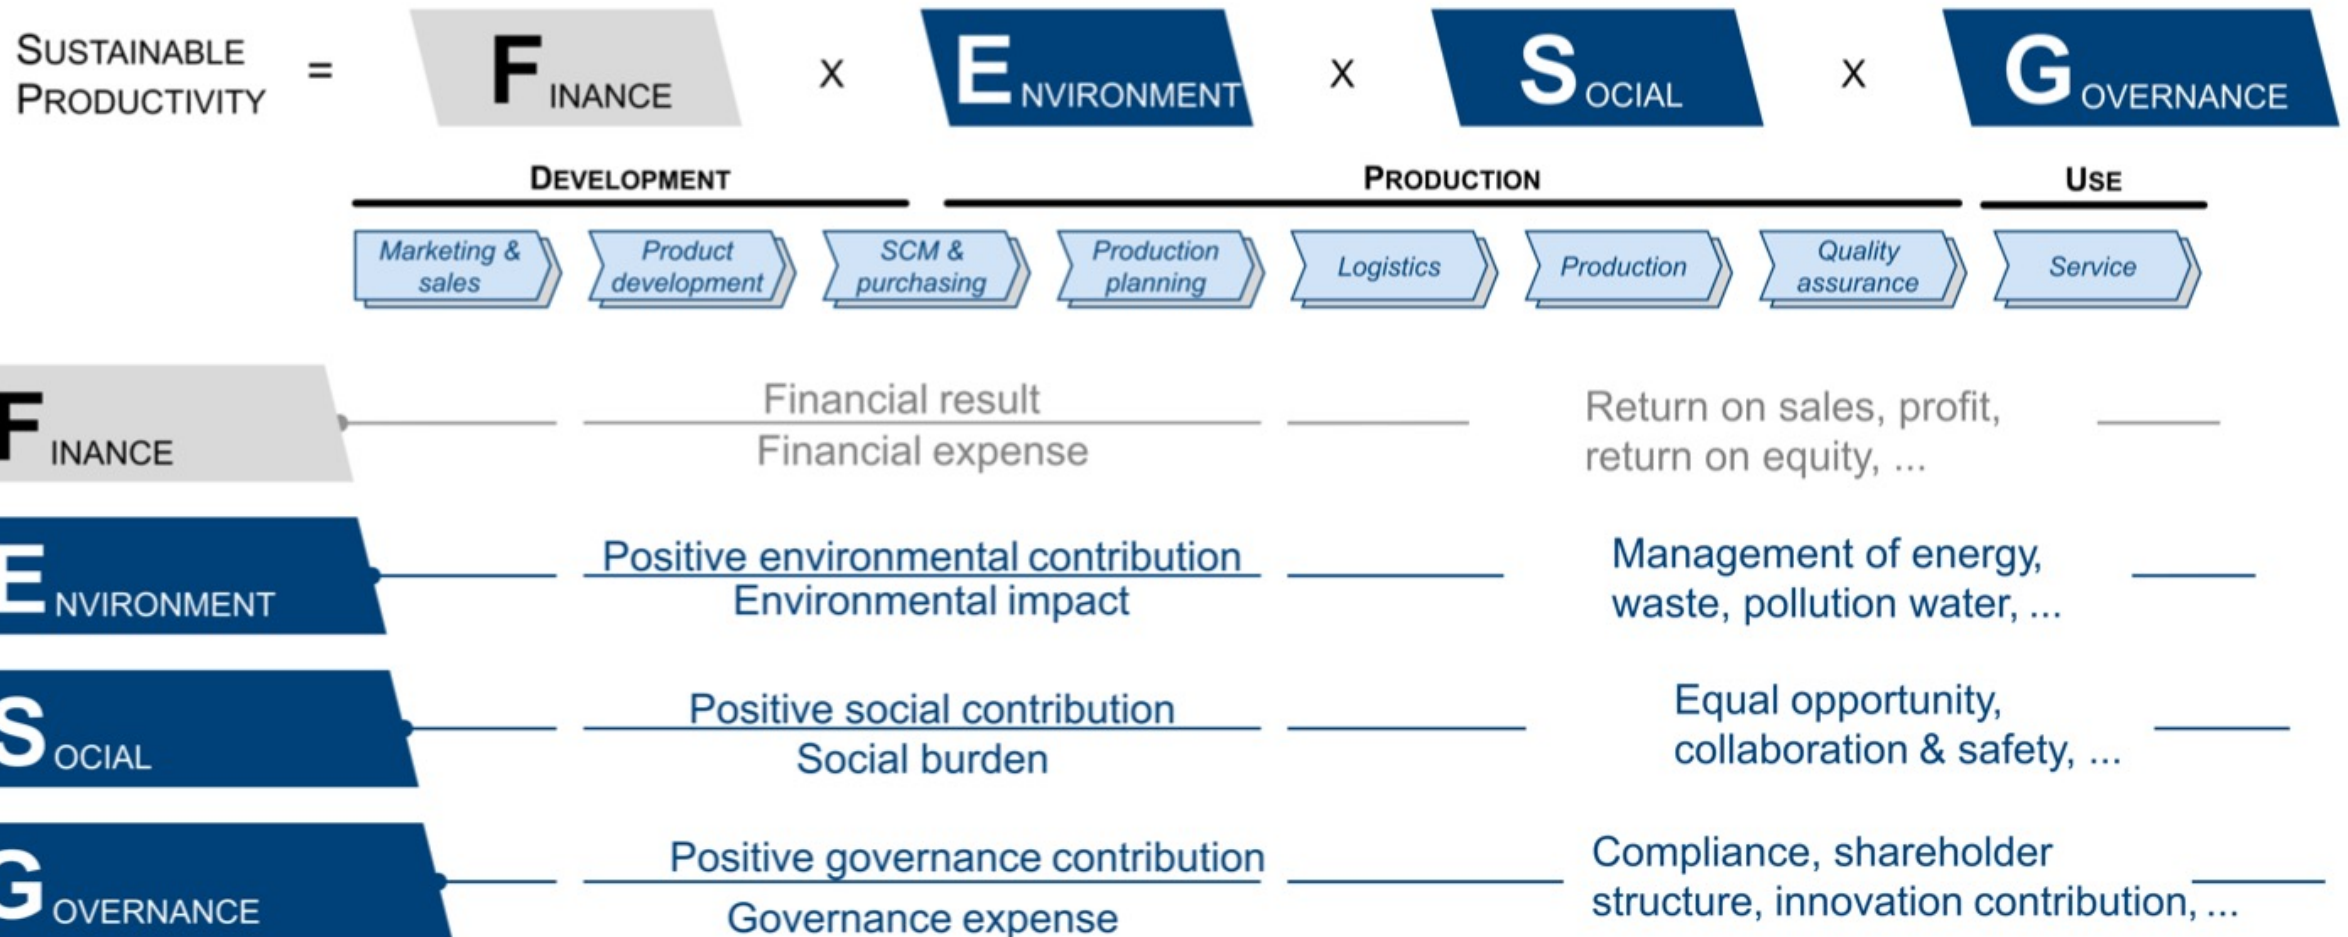 SUSTAINABLE
PRODUCTIVITY
=
FINANCE
X
ENVIRONMENT
X
SOCIAL
X
GOVERNANCE
DEVELOPMENT
PRODUCTION
USE
Marketing &
sales
Product
development
SCM &
purchasing
Production
planning
Logistics
Production
Quality
assurance
Service
FINANCE
Financial result
Financial expense
Return on sales, profit,
return on equity, ...
ENVIRONMENT
Positive environmental contribution
Environmental impact
Management of energy,
waste, pollution water, ...
SOCIAL
Positive social contribution
Social burden
Equal opportunity,
collaboration & safety, ...
GOVERNANCE
Positive governance contribution
Governance expense
Compliance, shareholder
structure, innovation contribution, ...